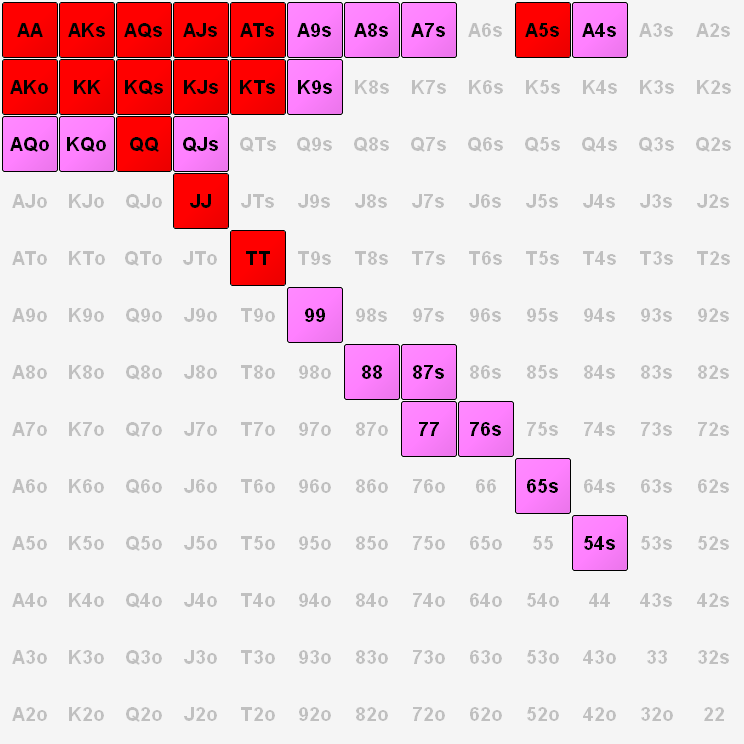 AA AKs AQs AJs ATs A9s A8s A7s A6s A5s A4s A3s A2s
AKo KK KQs KJs KTs K9s K8s K7s K6s K5s K4s K3s K2s
AQo KQo QQ QJs QTs Q9s Q8s Q7s Q6s Q5s Q4s Q3s Q2s
AJo KJo QJo JJ JTs J9s J8s J7s J6s J5s J4s J3s J2s
ATo KTo QTo JTo TT T9s T8s T7s T6s T5s T4s T3s T2s
A9o K9o Q9o J9o T9o 99 98s 97s 96s 95s 94s 93s 92s
A8o K8o Q8o J8o T8o 98o 88 87s 86s 85s 84s 83s 82s
A7o K7o Q7o J7o T7o 97o 87o 77 76s 75s 74s 73s 72s
A6o K6o Q6o J6o T6o 96o 86o 76o 66 65s 64s 63s 62s
A5o K5o Q5o J5o T5o 95o 85o 75o 65o 55 54s 53s 52s
A4o K4o Q4o J4o T4o 94o 84o 74o 64o 54o 44 43s 42s
A3o K3o Q3o J3o T3o 93o 83o 73o 63o 53o 43o 33 32s
A2o K2o Q2o J2o T2o 92o 82o 72o 62o 52o 42o 32o 22